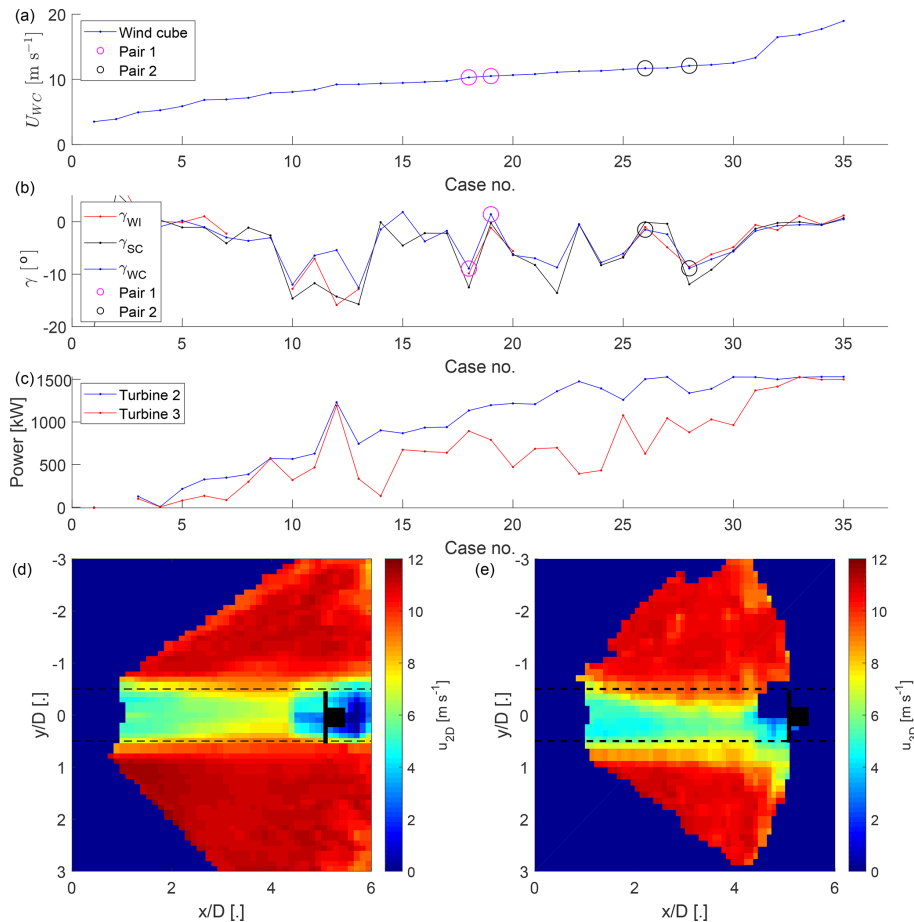 (a)
20
10
0
U_WC [m s⁻¹]
Wind cube
Pair 1
Pair 2
0 5 10 15 20 25 30 35
Case no.
(b)
0
-10
-20
γ [°]
γ_WI
γ_SC
γ_WC
Pair 1
Pair 2
0 5 10 15 20 25 30 35
Case no.
(c)
1500
1000
500
0
Power [kW]
Turbine 2
Turbine 3
0 5 10 15 20 25 30 35
Case no.
(d)
-3
-2
-1
0
1
2
3
y/D [.]
0 2 4 6
x/D [.]
12
10
8
6
4
2
0
u_2D [m s⁻¹]
(e)
-3
-2
-1
0
1
2
3
y/D [.]
0 2 4 6
x/D [.]
12
10
8
6
4
2
0
u_3D [m s⁻¹]